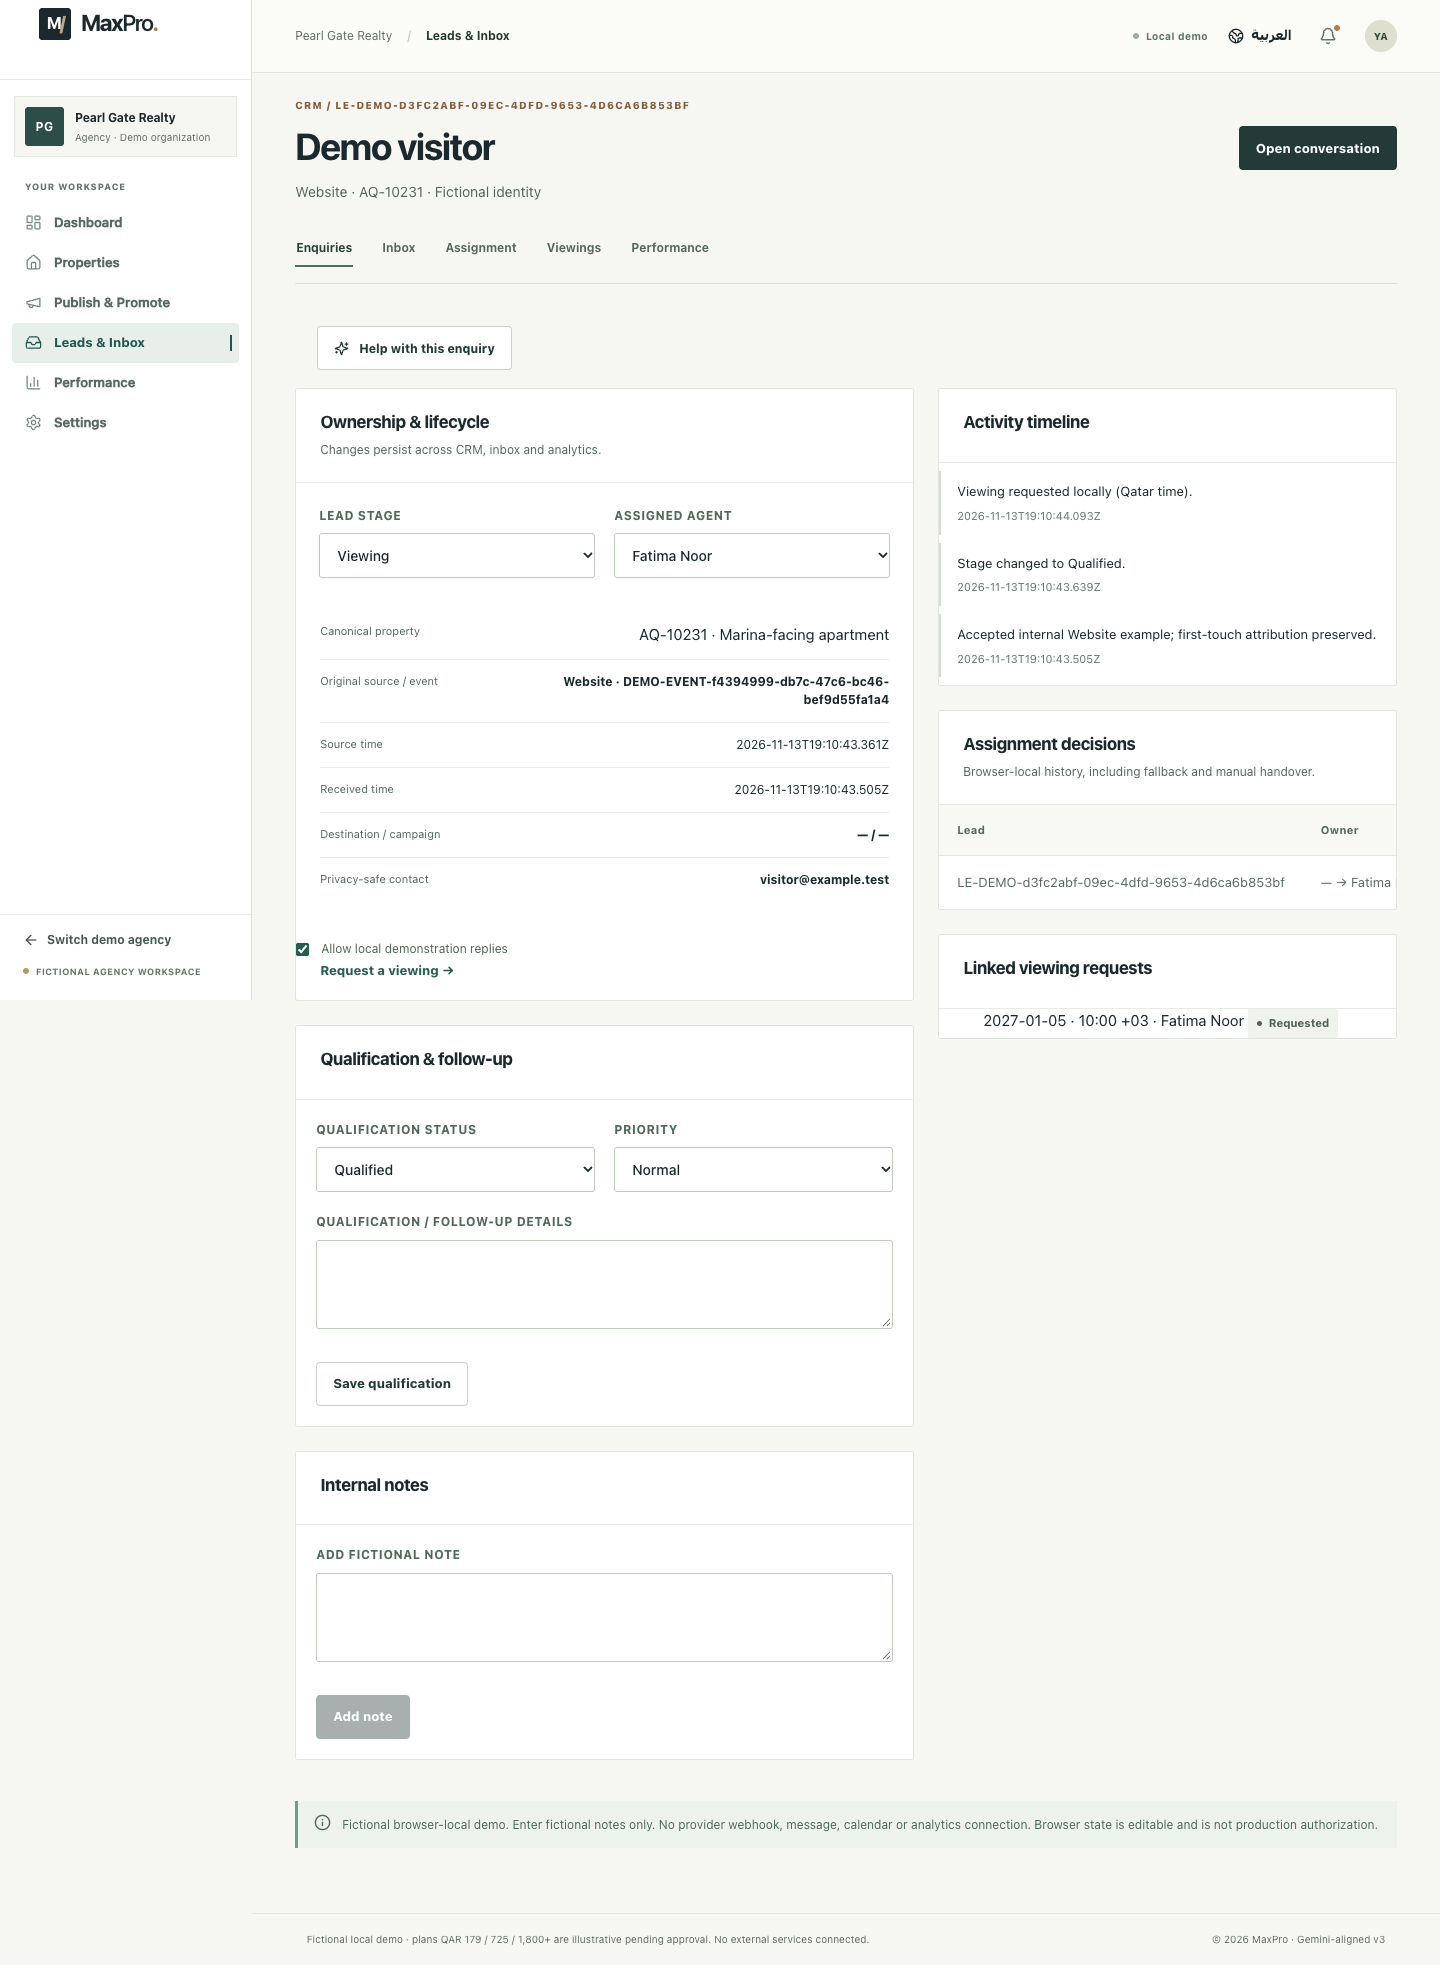 M/ MaxPro.
Pearl Gate Realty / Leads & Inbox
Local demo
العربية
YA
PG
Pearl Gate Realty
Agency · Demo organization
YOUR WORKSPACE
Dashboard
Properties
Publish & Promote
Leads & Inbox
Performance
Settings
Switch demo agency
FICTIONAL AGENCY WORKSPACE
CRM / LE-DEMO-D3FC2ABF-09EC-4DFD-9653-4D6CA6B853BF
Demo visitor
Open conversation
Website · AQ-10231 · Fictional identity
Enquiries Inbox Assignment Viewings Performance
Help with this enquiry
Ownership & lifecycle
Changes persist across CRM, inbox and analytics.
LEAD STAGE ASSIGNED AGENT
Viewing Fatima Noor
Canonical property AQ-10231 · Marina-facing apartment
Original source / event Website · DEMO-EVENT-f4394999-db7c-47c6-bc46-
bef9d55fa1a4
Source time 2026-11-13T19:10:43.361Z
Received time 2026-11-13T19:10:43.505Z
Destination / campaign — / —
Privacy-safe contact visitor@example.test
Allow local demonstration replies
Request a viewing →
Qualification & follow-up
QUALIFICATION STATUS PRIORITY
Qualified Normal
QUALIFICATION / FOLLOW-UP DETAILS
Save qualification
Internal notes
ADD FICTIONAL NOTE
Add note
Activity timeline
Viewing requested locally (Qatar time).
2026-11-13T19:10:44.093Z
Stage changed to Qualified.
2026-11-13T19:10:43.639Z
Accepted internal Website example; first-touch attribution preserved.
2026-11-13T19:10:43.505Z
Assignment decisions
Browser-local history, including fallback and manual handover.
Lead Owner
LE-DEMO-d3fc2abf-09ec-4dfd-9653-4d6ca6b853bf — → Fatima
Linked viewing requests
2027-01-05 · 10:00 +03 · Fatima Noor Requested
Fictional browser-local demo. Enter fictional notes only. No provider webhook, message, calendar or analytics connection. Browser state is editable and is not production authorization.
Fictional local demo · plans QAR 179 / 725 / 1,800+ are illustrative pending approval. No external services connected.
© 2026 MaxPro · Gemini-aligned v3